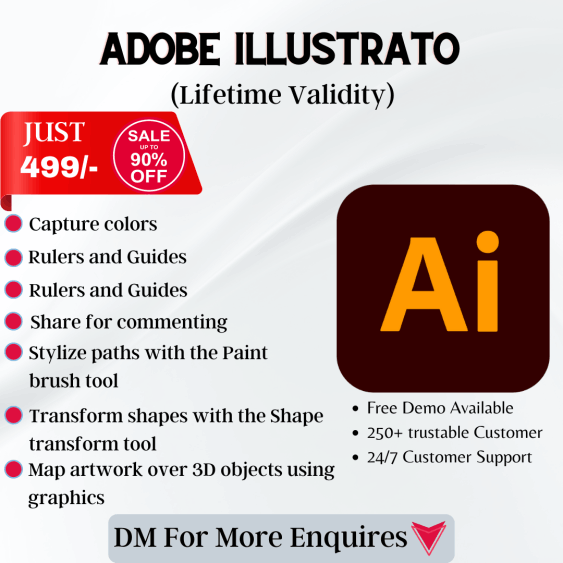 ADOBE ILLUSTRATO
(Lifetime Validity)
JUST
499/-
SALE
UP TO
90%
OFF
Capture colors
Rulers and Guides
Rulers and Guides
Share for commenting
Stylize paths with the Paint
brush tool
Transform shapes with the Shape
transform tool
Map artwork over 3D objects using
graphics
Ai
Free Demo Available
250+ trustable Customer
24/7 Customer Support
DM For More Enquires